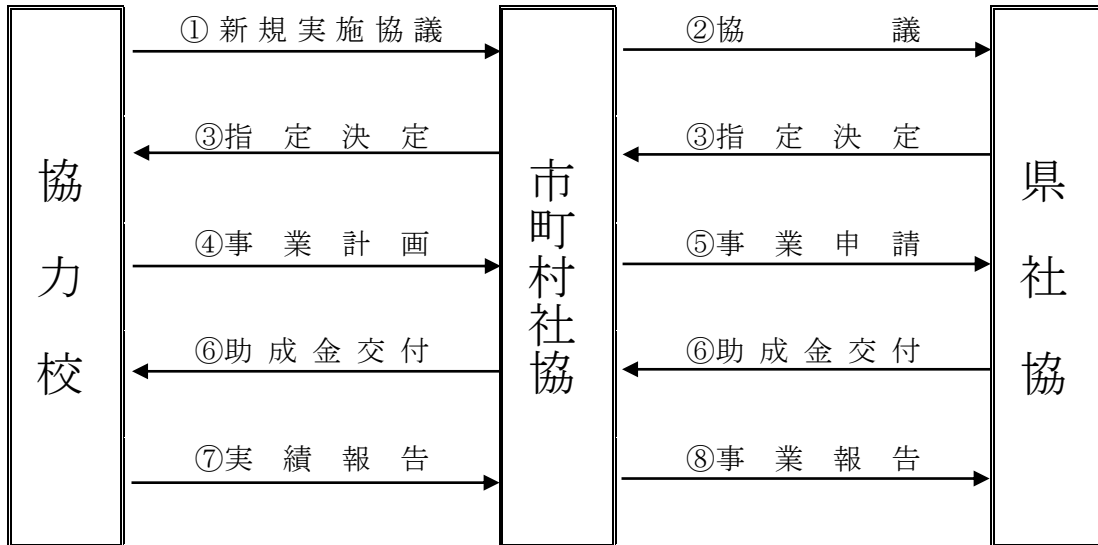 ①新規実施協議
②協議
③指定決定
③指定決定
協力校
市町村社協
県社協
④事業計画
⑤事業申請
⑥助成金交付
⑥助成金交付
⑦実績報告
⑧事業報告